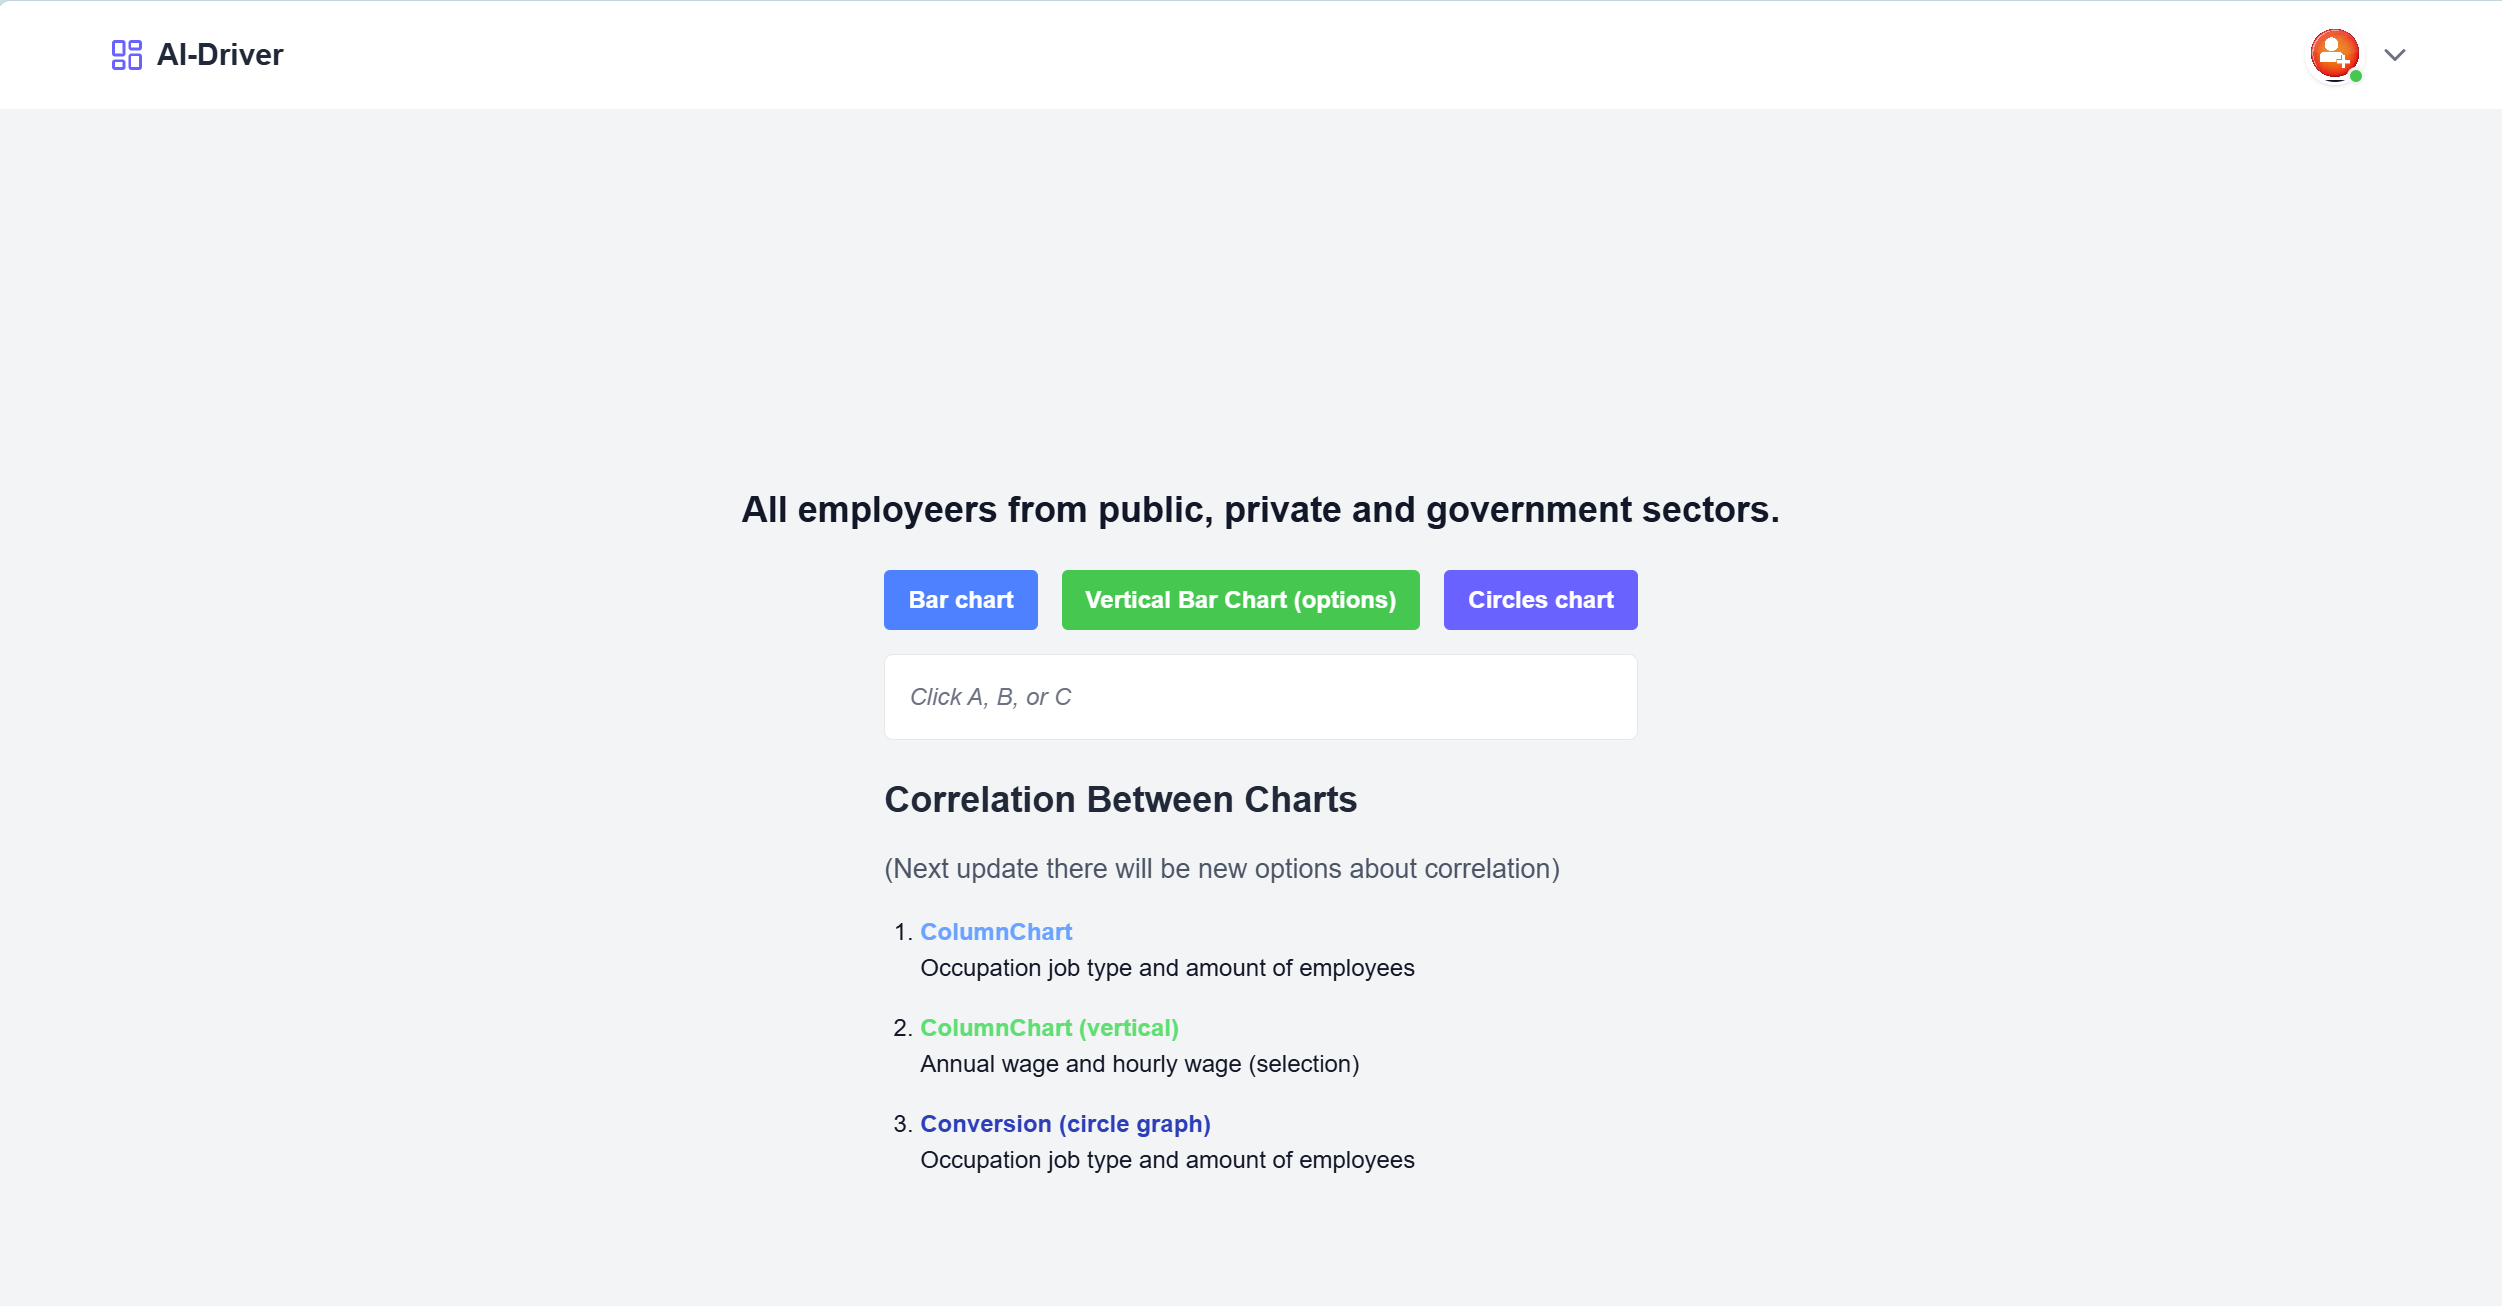 AI-Driver
All employeers from public, private and government sectors.
Bar chart
Vertical Bar Chart (options)
Circles chart
Click A, B, or C
Correlation Between Charts
(Next update there will be new options about correlation)
1. ColumnChart
Occupation job type and amount of employees
2. ColumnChart (vertical)
Annual wage and hourly wage (selection)
3. Conversion (circle graph)
Occupation job type and amount of employees